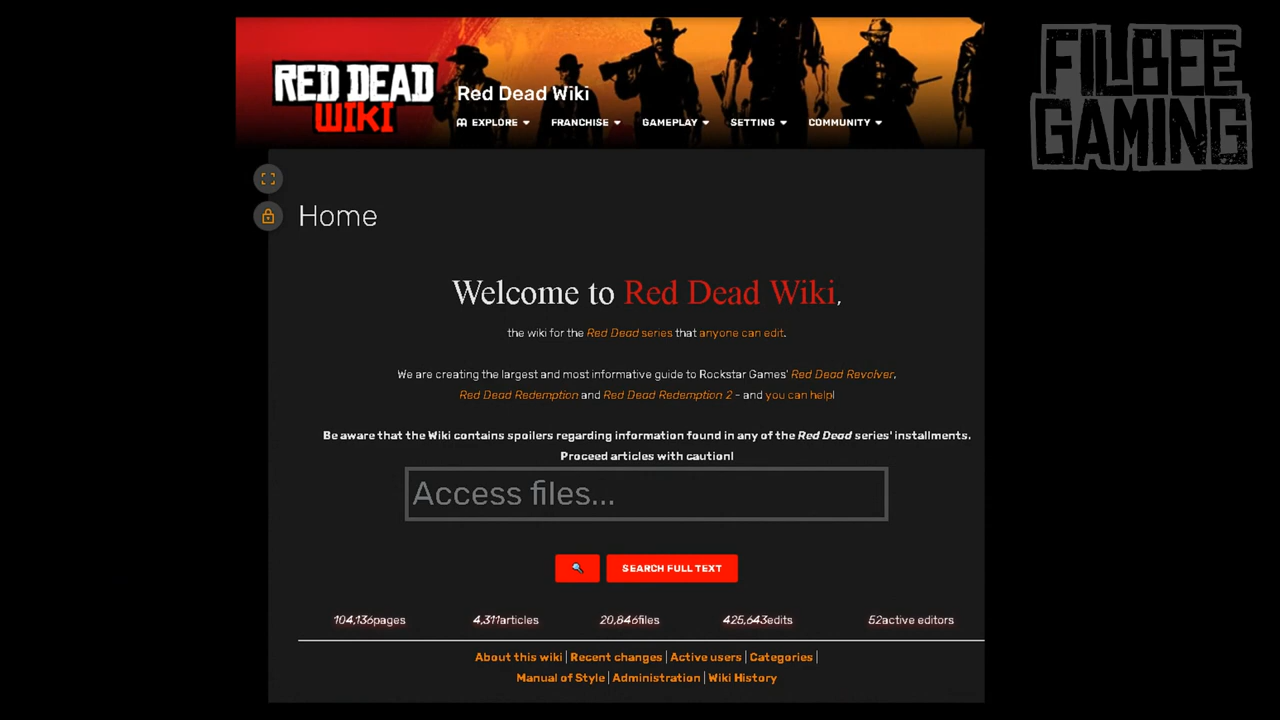 FILBEE
GAMING
RED DEAD
WIKI
Red Dead Wiki
EXPLORE FRANCHISE GAMEPLAY SETTING COMMUNITY
Home
Welcome to Red Dead Wiki,
the wiki for the Red Dead series that anyone can edit.
We are creating the largest and most informative guide to Rockstar Games' Red Dead Revolver,
Red Dead Redemption and Red Dead Redemption 2 - and you can help!
Be aware that the Wiki contains spoilers regarding information found in any of the Red Dead series' installments.
Proceed articles with caution!
Access files...
SEARCH FULL TEXT
104,136pages 4,311articles 20,846files 425,643edits 52active editors
About this wiki | Recent changes | Active users | Categories |
Manual of Style | Administration | Wiki History